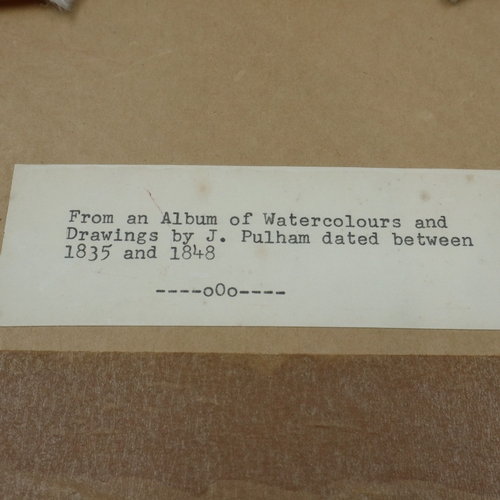 From an Album of Watercolours and
Drawings by J. Pulham dated between
1835 and 1848
----oOo----